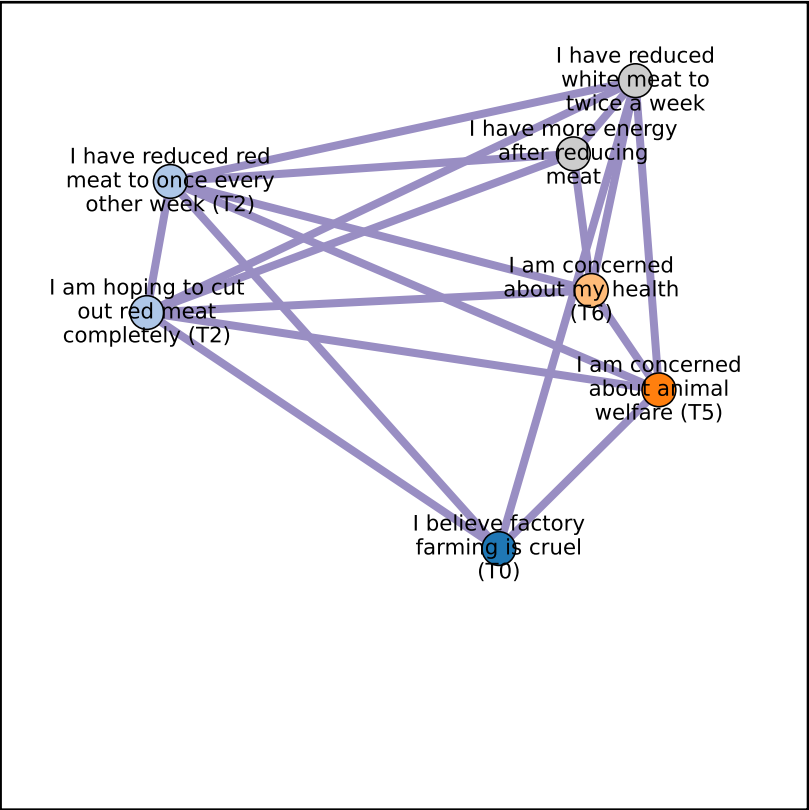 I have reduced
white meat to
twice a week
I have more energy
after reducing
meat
I have reduced red
meat to once every
other week (T2)
I am concerned
about my health
(T6)
I am hoping to cut
out red meat
completely (T2)
I am concerned
about animal
welfare (T5)
I believe factory
farming is cruel
(T0)